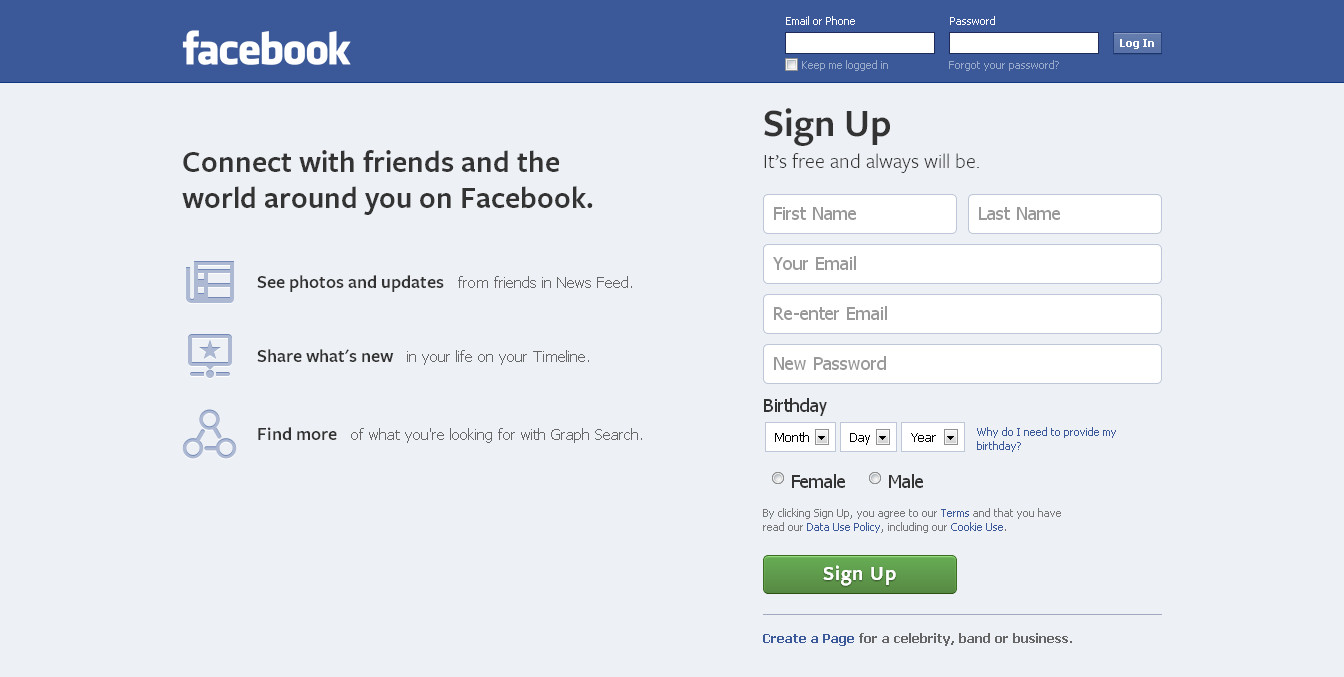 facebook
Email or Phone
Password
Log In
Keep me logged in
Forgot your password?
Connect with friends and the
world around you on Facebook.
See photos and updates from friends in News Feed.
Share what's new in your life on your Timeline.
Find more of what you're looking for with Graph Search.
Sign Up
It's free and always will be.
First Name
Last Name
Your Email
Re-enter Email
New Password
Birthday
Month
Day
Year
Why do I need to provide my
birthday?
Female
Male
By clicking Sign Up, you agree to our Terms and that you have
read our Data Use Policy, including our Cookie Use.
Sign Up
Create a Page for a celebrity, band or business.